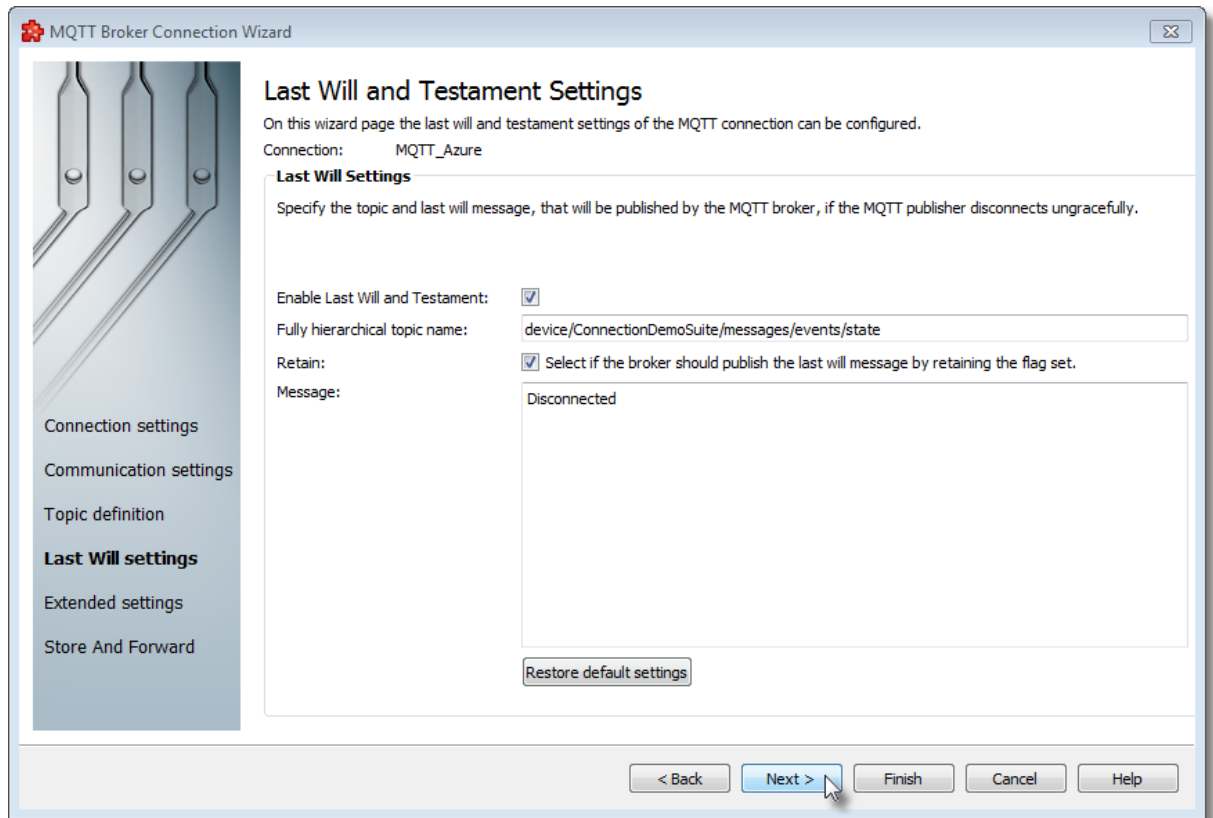 MQTT Broker Connection Wizard
Last Will and Testament Settings
On this wizard page the last will and testament settings of the MQTT connection can be configured.
Connection: MQTT_Azure
Last Will Settings
Specify the topic and last will message, that will be published by the MQTT broker, if the MQTT publisher disconnects ungracefully.
Enable Last Will and Testament:
Fully hierarchical topic name: device/ConnectionDemoSuite/messages/events/state
Retain: Select if the broker should publish the last will message by retaining the flag set.
Message: Disconnected
Connection settings
Communication settings
Topic definition
Last Will settings
Extended settings
Store And Forward
Restore default settings
< Back Next > Finish Cancel Help